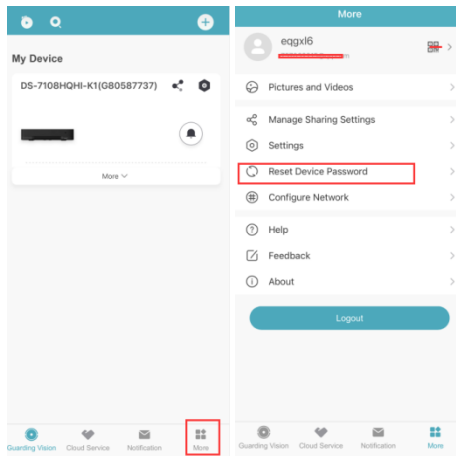 My Device
DS-7108HQHI-K1(G80587737)
More
Guarding Vision
Cloud Service
Notification
More
More
eqgxl6
Pictures and Videos
Manage Sharing Settings
Settings
Reset Device Password
Configure Network
Help
Feedback
About
Logout
Guarding Vision
Cloud Service
Notification
More